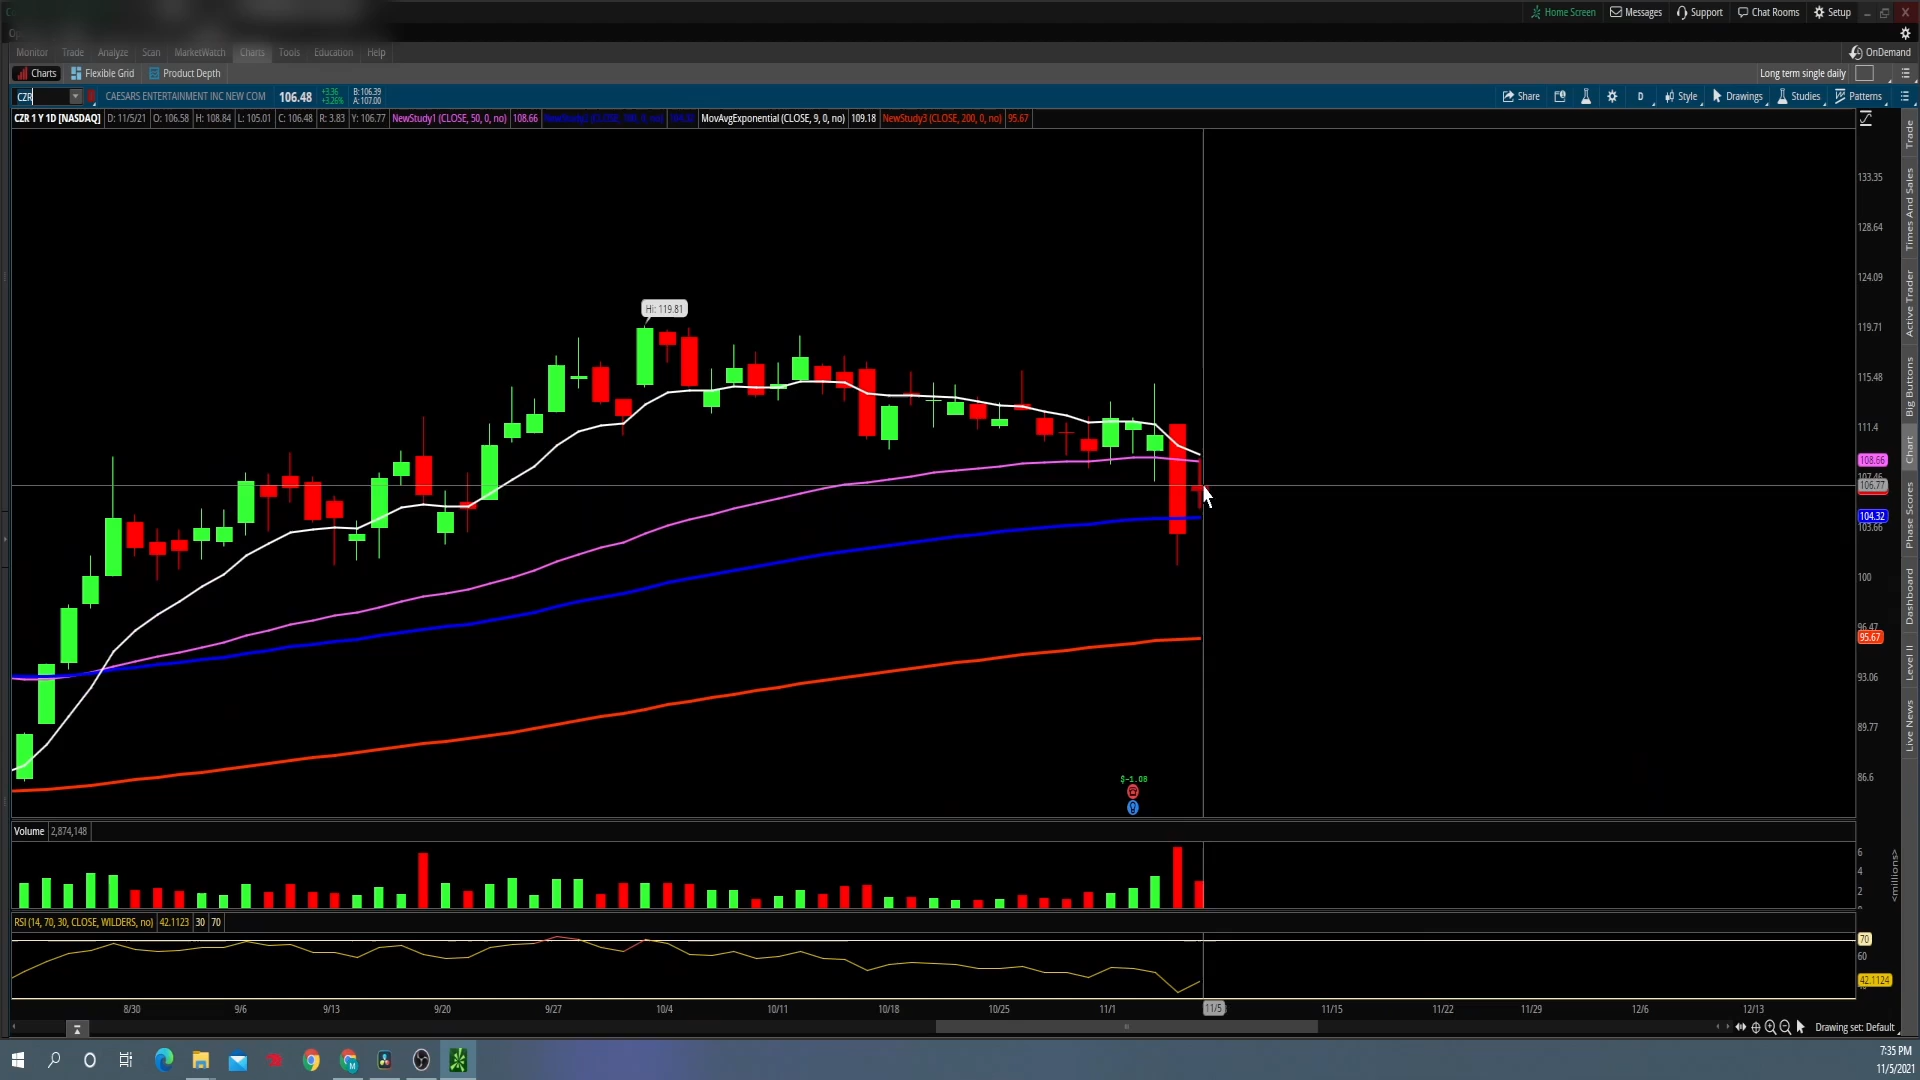 Home Screen Messages Support Chat Rooms Setup
Monitor Trade Analyze Scan MarketWatch Charts Tools Education Help
OnDemand
Charts Flexible Grid Product Depth
Long term single daily
CZR CAESARS ENTERTAINMENT INC NEW COM 106.48 +3.36 +3.26% B: 106.39 A: 107.00
Share D Style Drawings Studies Patterns
CZR 1 Y 1D [NASDAQ] D: 11/5/21 O: 106.58 H: 108.84 L: 105.01 C: 106.48 R: 3.83 Y: 106.77 NewStudy1 (CLOSE, 50, 0, no) 108.66
MovAvgExponential (CLOSE, 9, 0, no) 109.18 NewStudy3 (CLOSE, 200, 0, no) 95.67
Hi: 119.81
133.35
128.64
124.09
119.71
115.48
111.4
108.66
106.77
104.32
103.66
100
96.47
95.67
93.06
89.77
86.6
$-1.08
Trade
Times And Sales
Active Trader
Big Buttons
Chart
Phase Scores
Dashboard
Level II
Live News
Volume 2,874,148
6
4
2
<millions>
RSI (14, 70, 30, CLOSE, WILDERS, no) 42.1123 30 70
70
60
42.1124
8/30 9/6 9/13 9/20 9/27 10/4 10/11 10/18 10/25 11/1 11/5 11/15 11/22 11/29 12/6 12/13
Drawing set: Default
7:35 PM
11/5/2021